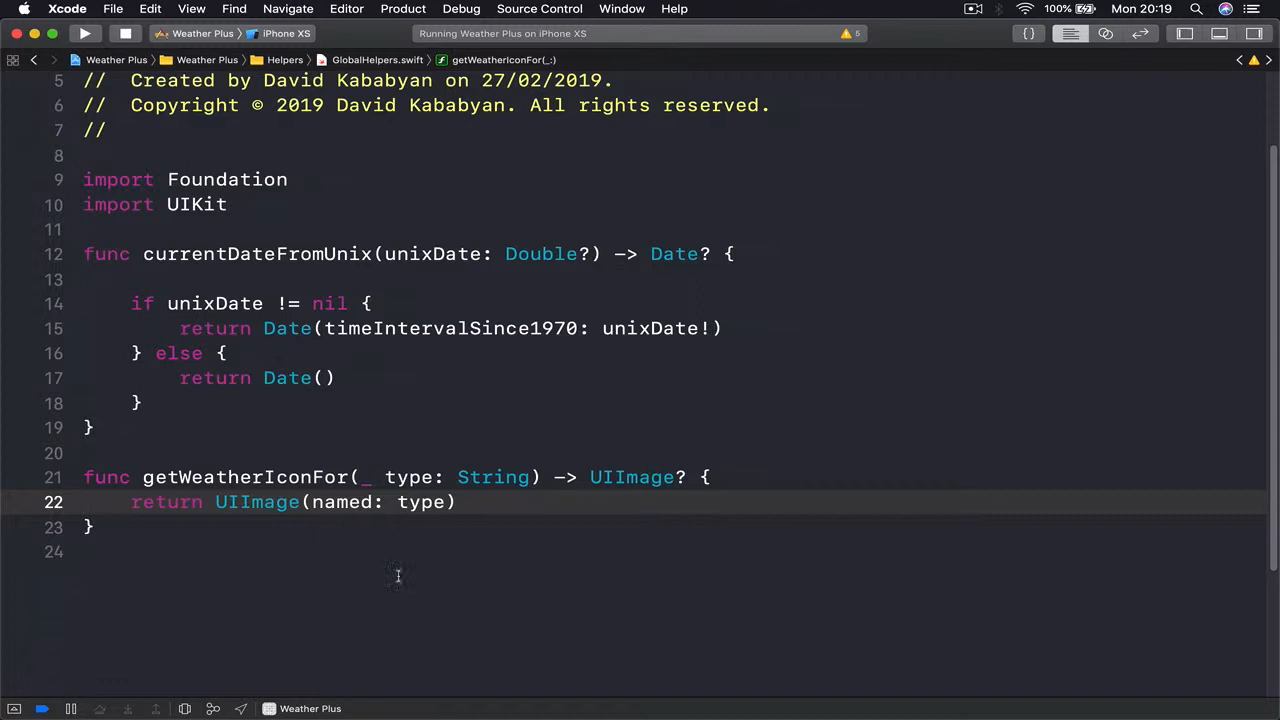 Xcode File Edit View Find Navigate Editor Product Debug Source Control Window Help 100% Mon 20:19
Weather Plus iPhone XS Running Weather Plus on iPhone XS 5
Weather Plus Weather Plus Helpers GlobalHelpers.swift getWeatherIconFor(_:)
5 // Created by David Kababyan on 27/02/2019.
6 // Copyright © 2019 David Kababyan. All rights reserved.
7 //
8
9 import Foundation
10 import UIKit
11
12 func currentDateFromUnix(unixDate: Double?) -> Date? {
13
14 if unixDate != nil {
15 return Date(timeIntervalSince1970: unixDate!)
16 } else {
17 return Date()
18 }
19 }
20
21 func getWeatherIconFor(_ type: String) -> UIImage? {
22 return UIImage(named: type)
23 }
24
Weather Plus